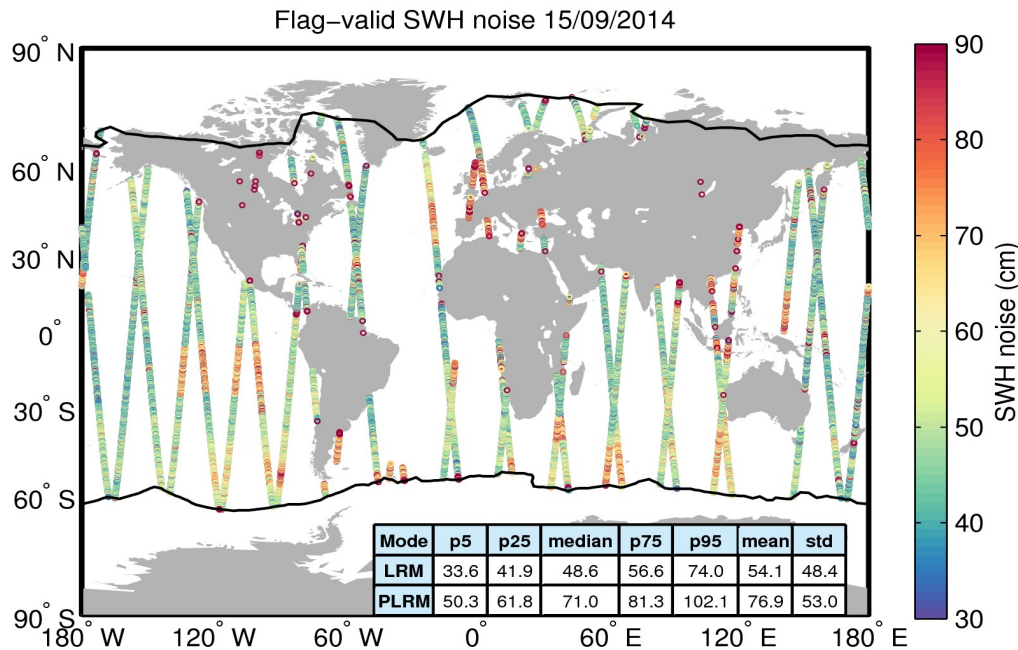 Flag−valid SWH noise 15/09/2014
90° N
60° N
30° N
0°
30° S
60° S
90° S
180° W
120° W
60° W
0°
60° E
120° E
180° E
90
80
70
60
50
40
30
SWH noise (cm)
Mode p5 p25 median p75 p95 mean std
LRM 33.6 41.9 48.6 56.6 74.0 54.1 48.4
PLRM 50.3 61.8 71.0 81.3 102.1 76.9 53.0